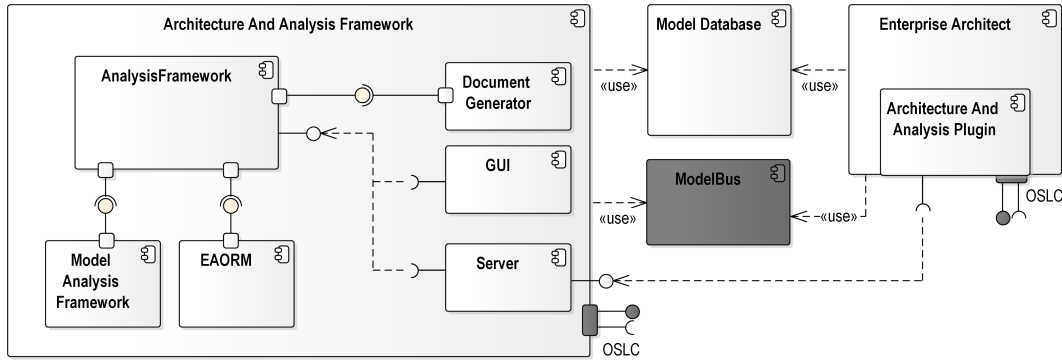 Architecture And Analysis Framework
AnalysisFramework
Document
Generator
GUI
Model
Analysis
Framework
EAORM
Server
OSLC
Model Database
«use»
«use»
ModelBus
«use»
«use»
Enterprise Architect
Architecture And
Analysis Plugin
OSLC